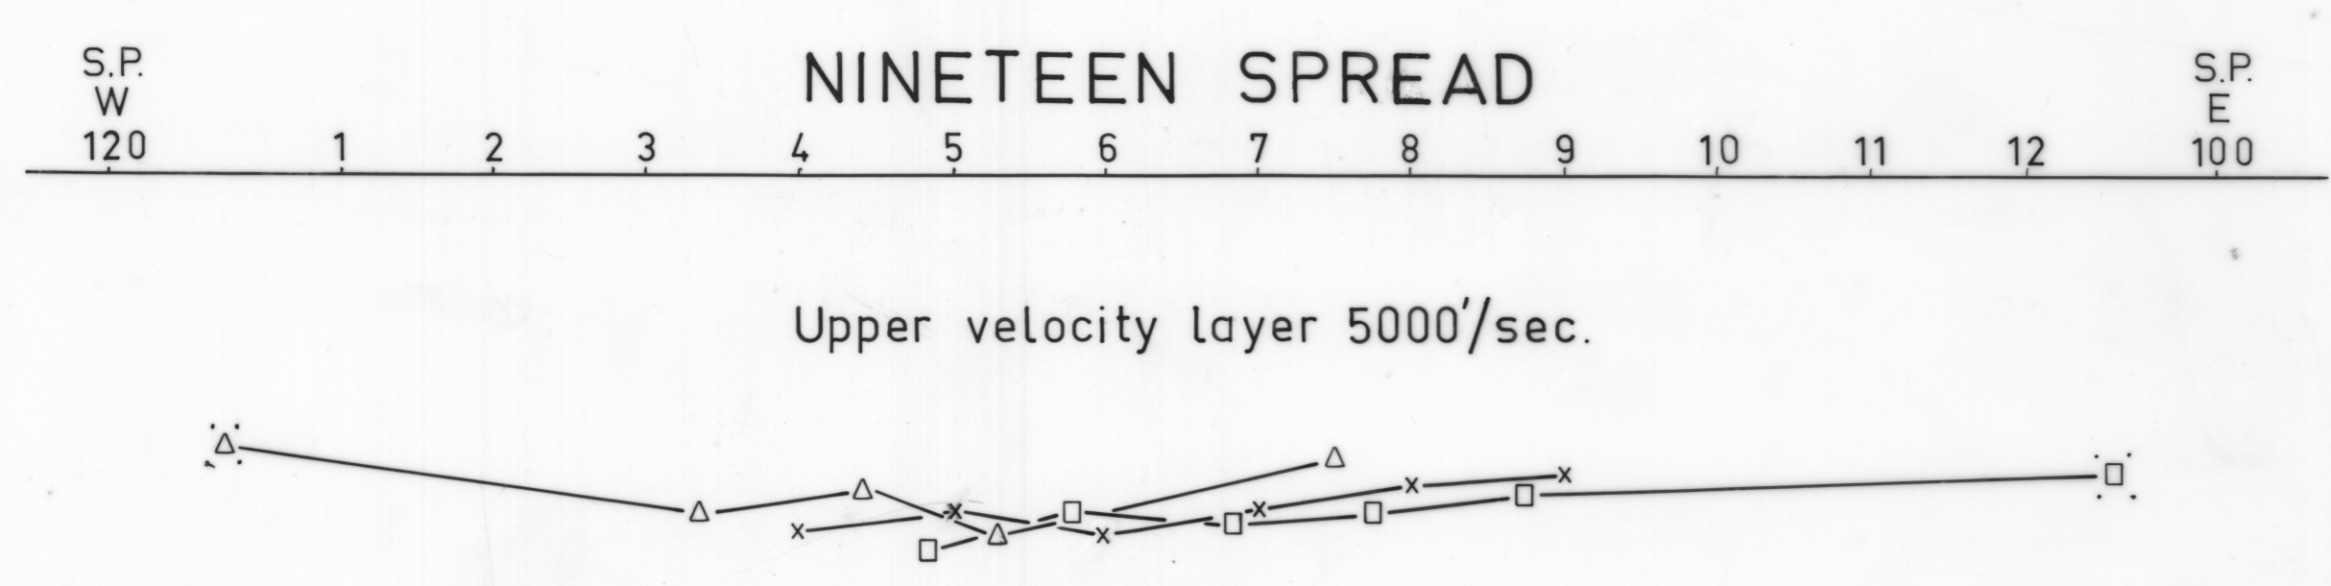 S.P. NINETEEN SPREAD S.P.
W E
120 1 2 3 4 5 6 7 8 9 10 11 12 100
Upper velocity layer 5000'/sec.